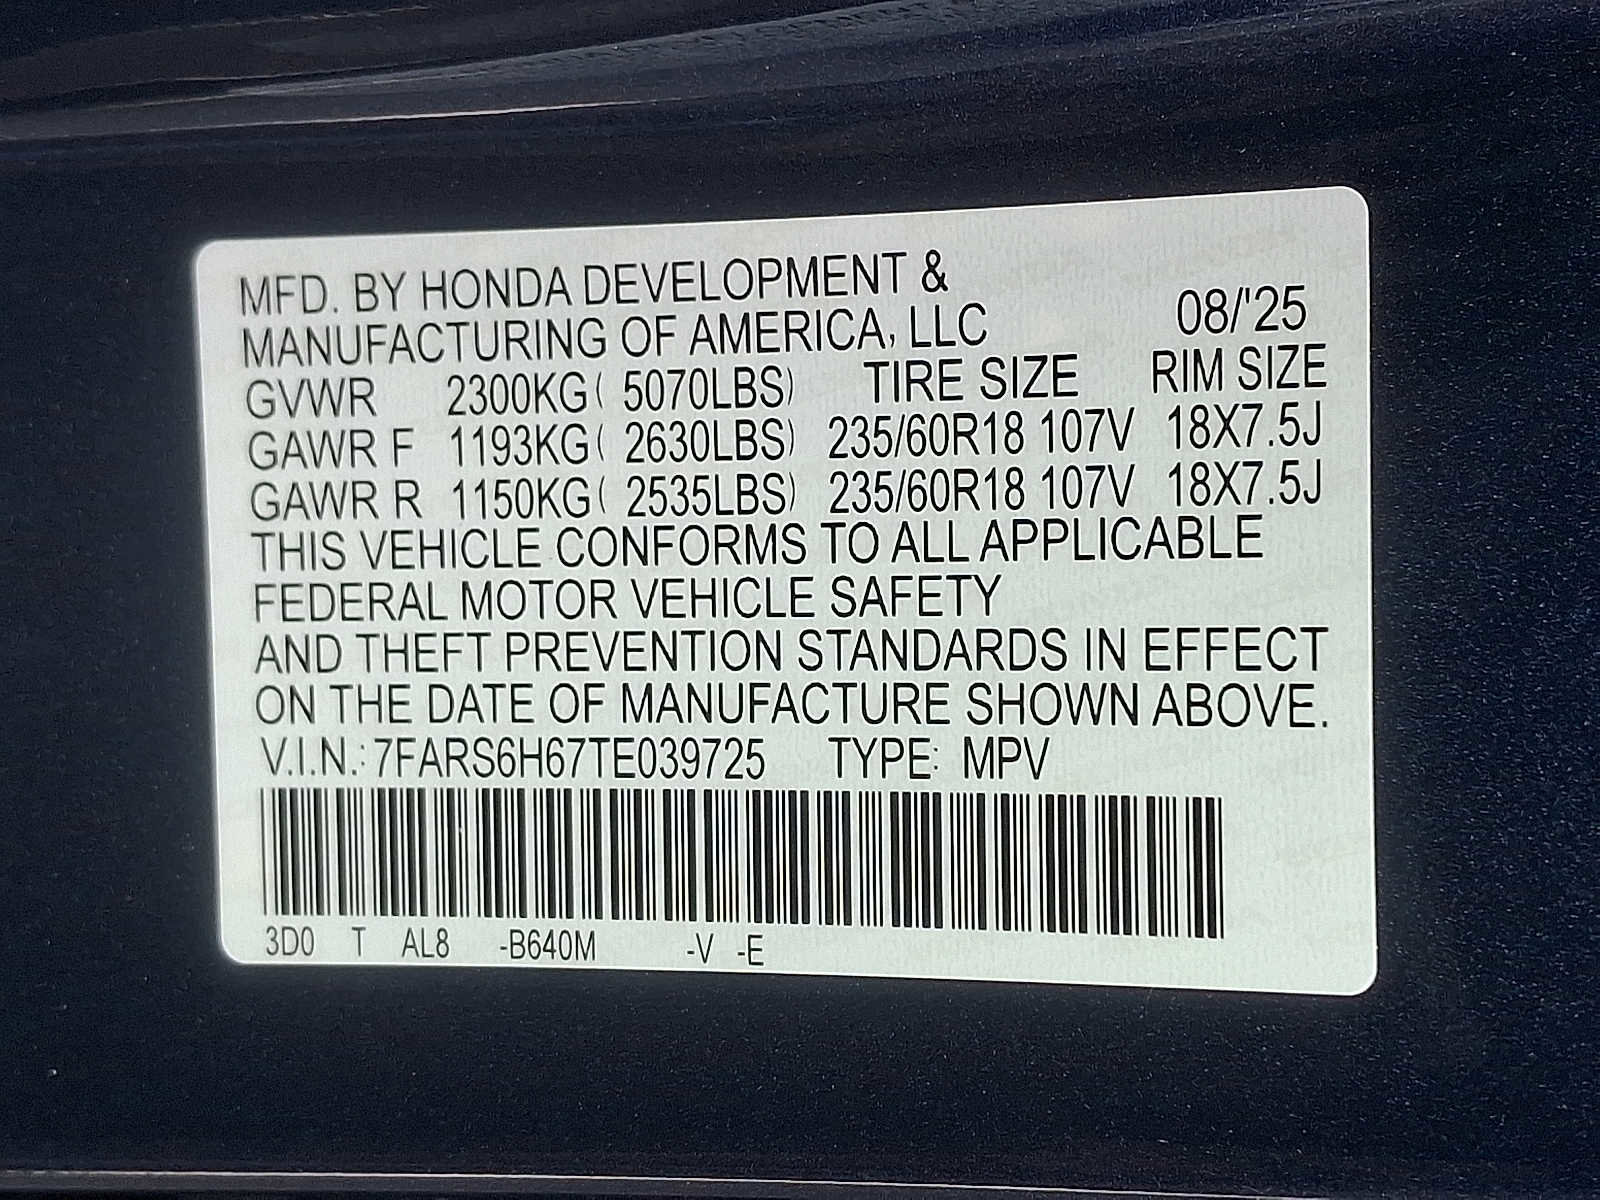 MFD. BY HONDA DEVELOPMENT &
MANUFACTURING OF AMERICA, LLC 08/'25
GVWR 2300KG( 5070LBS) TIRE SIZE RIM SIZE
GAWR F 1193KG( 2630LBS) 235/60R18 107V 18X7.5J
GAWR R 1150KG( 2535LBS) 235/60R18 107V 18X7.5J
THIS VEHICLE CONFORMS TO ALL APPLICABLE
FEDERAL MOTOR VEHICLE SAFETY
AND THEFT PREVENTION STANDARDS IN EFFECT
ON THE DATE OF MANUFACTURE SHOWN ABOVE.
V.I.N.: 7FARS6H67TE039725 TYPE: MPV
3D0 T AL8 -B640M -V -E